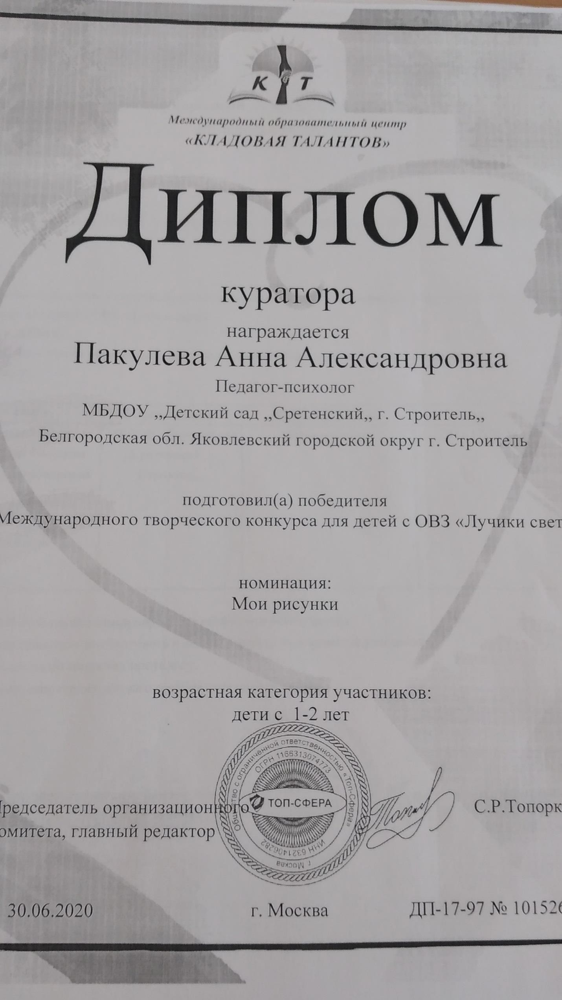 К Т
Международный образовательный центр
«КЛАДОВАЯ ТАЛАНТОВ»
Диплом
куратора
награждается
Пакулева Анна Александровна
Педагог-психолог
МБДОУ ,,Детский сад ,,Сретенский,, г. Строитель,,
Белгородская обл. Яковлевский городской округ г. Строитель
подготовил(а) победителя
Международного творческого конкурса для детей с ОВЗ «Лучики свет
номинация:
Мои рисунки
возрастная категория участников:
дети с 1-2 лет
Общество с ограниченной ответственностью «Топ-Сфера»
ОГРН 1166313074773
ТОП-СФЕРА
ИНН 6321406282
г Москва
Председатель организационного
омитета, главный редактор
С.Р.Топорк
30.06.2020 г. Москва ДП-17-97 № 101526